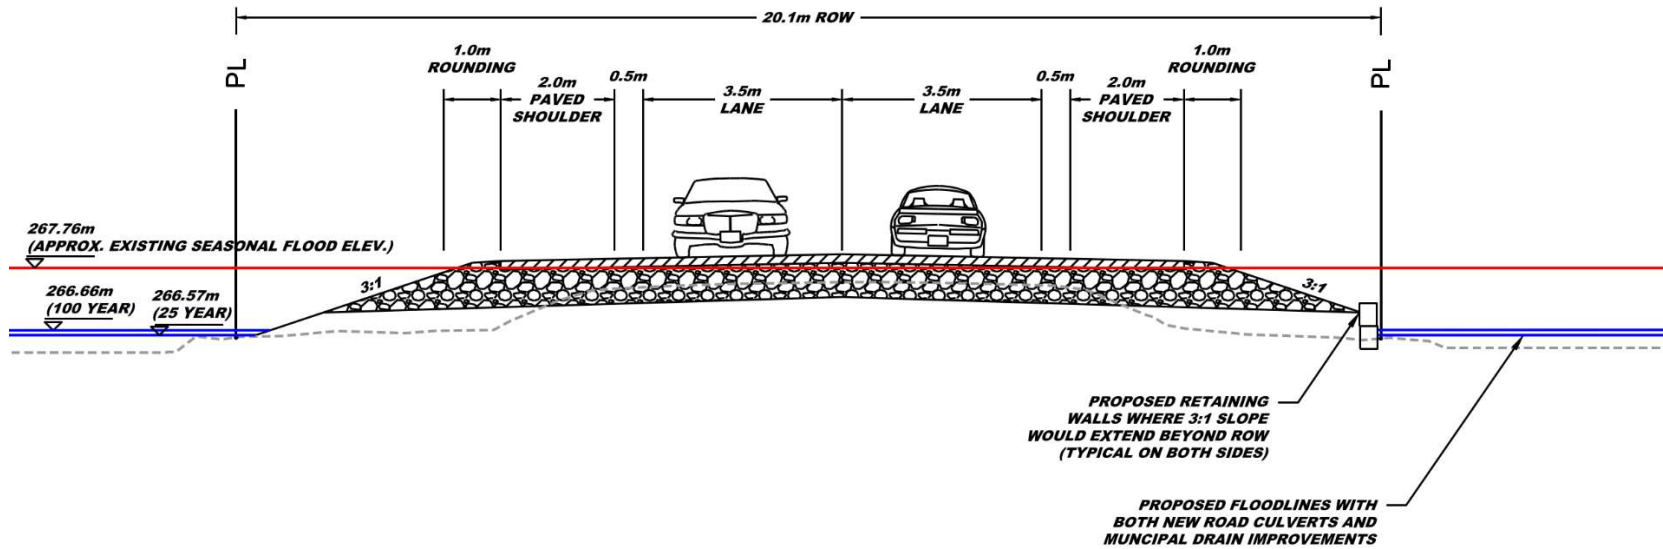 20.1m ROW
PL
PL
1.0m
ROUNDING
2.0m
PAVED
SHOULDER
0.5m
3.5m
LANE
3.5m
LANE
0.5m
2.0m
PAVED
SHOULDER
1.0m
ROUNDING
267.76m
(APPROX. EXISTING SEASONAL FLOOD ELEV.)
266.66m
(100 YEAR)
266.57m
(25 YEAR)
3:1
3:1
PROPOSED RETAINING
WALLS WHERE 3:1 SLOPE
WOULD EXTEND BEYOND ROW
(TYPICAL ON BOTH SIDES)
PROPOSED FLOODLINES WITH
BOTH NEW ROAD CULVERTS AND
MUNCIPAL DRAIN IMPROVEMENTS